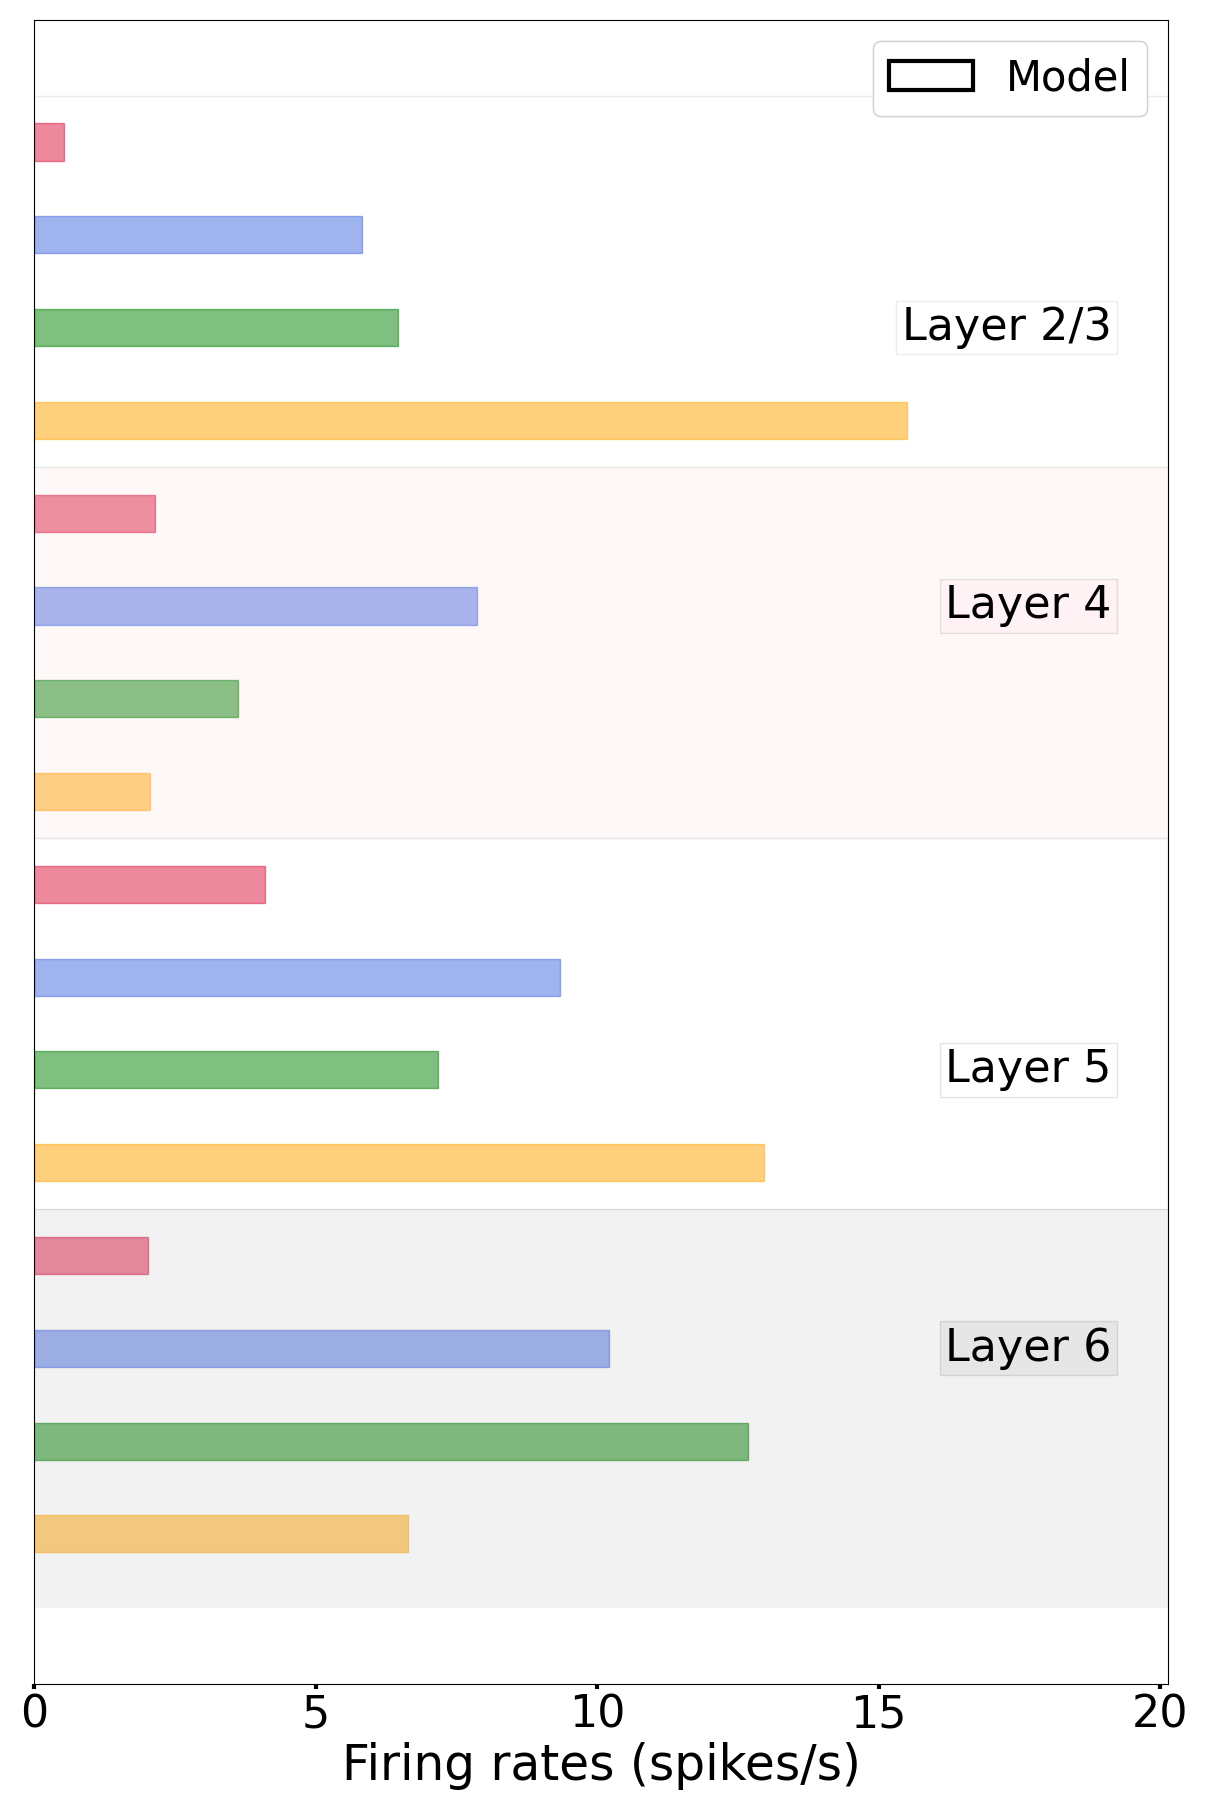 Model
Layer 2/3
Layer 4
Layer 5
Layer 6
0 5 10 15 20
Firing rates (spikes/s)